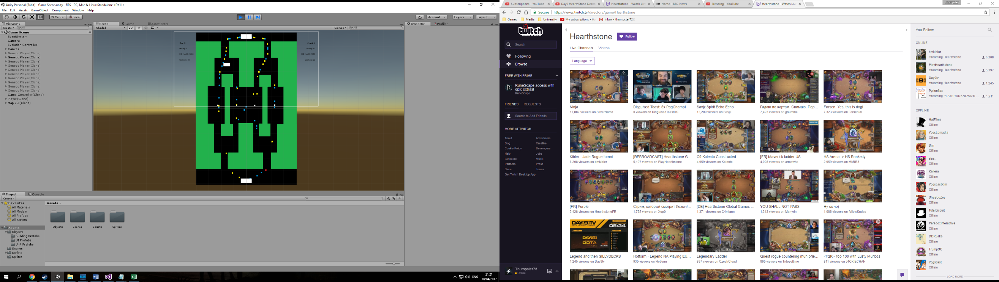 Unity Personal (64bit) - Game Scene.unity - RTS - PC, Mac & Linux Standalone <DX11>
File Edit Assets GameObject Component Window Help
Center Local
Account Layers Layout
Hierarchy
Create All
Game Scene
EventSystem
Camera
Evolution Controller
Canvas
Genetic Player(Clone)
Genetic Player(Clone)
Genetic Player(Clone)
Genetic Player(Clone)
Genetic Player(Clone)
Genetic Player(Clone)
Genetic Player(Clone)
Genetic Player(Clone)
Genetic Player(Clone)
Genetic Player(Clone)
Game Controller(Clone)
Player(Clone)
Map 2.0(Clone)
Scene Game Asset Store
Shaded 2D Gizmos All
Inspector Profiler
Project Console
Create
Favorites
All Materials
All Models
All Prefabs
All Scripts
Assets
Objects
Building Prefabs
UI Prefabs
Unit Prefabs
Scenes
Scripts
Sprites
Assets
Objects Scenes Scripts Sprites
ENG
21:21
18/04/2017
Subscriptions - YouTube Day9 HearthStone Deckt Hearthstone - Watch Liv Home - BBC News Trending - YouTube Hearthstone - Watch Liv
Thumpster
Secure https://www.twitch.tv/directory/game/Hearthstone
Games Media University My subscriptions - Yo Inbox - thumpster72@
twitch
Search
Following
Browse
FREE WITH PRIME
RuneScape access with
epic extras!
RuneScape
FRIENDS REQUESTS
Search to Add Friends
MORE AT TWITCH
About Advertisers
Blog Creative
Cookie Policy Developers
Help Jobs
Language Music
Partners Press
Store Terms
Get Twitch Desktop App
Thumpster73
Online
Hearthstone Follow
Live Channels Videos
Language
Ninja
17,887 viewers on SilverName
Disguised Toast: 5x PogChamp!
0 viewers on DisguisedToastHS
Savjz Spirit Echo Echo
13,209 viewers on Savjz
Гадаю по картам. Снимаю. Пор...
7,493 viewers on gnumme
Forsen, Yes, this is dog!
7,323 viewers on Forsenlol
Kibler - Jade Rogue !omni
6,208 viewers on bmkibler
[REBROADCAST] Hearthstone G...
5,197 viewers on PlayHearthstone
C9 Kolento Constructed
4,959 viewers on Kolento
3-0
[FR] Maverick ladder US
4,008 viewers on armatvhs
HS Arena -> HS Rankedy
2,959 viewers on MkRR3
[FR] Purple
2,428 viewers on HearthstoneFR
Стрим, который смотрит Лехыч!...
1,792 viewers on Xop0
[DE] Hearthstone Global Games ...
1,371 viewers on C4mlann
YOU SHALL NOT PASS
1,313 viewers on Manyrin
Ну ок чо)
1,086 viewers on followKudes
DAY[9]TV
05:34
DAY[9]
DOTA
Legend and then SILLYDECKS
1,245 viewers on Day9tv
Hotform - Legend NA Playing EU...
935 viewers on Hotform
Legendary Ladder
897 viewers on CzechCloud
Quest rogue countering muh prie...
895 viewers on Tidesoftime
<F2K> Top 100 with Lusty Murlocs
811 viewers on J4CKIECHAN
You Follow
ONLINE
bmkibler
streaming Hearthstone 6,208
PlayHearthstone
streaming Hearthstone 5,197
Day9tv
streaming Hearthstone 1,245
Pyrionflax
streaming PLAYERUNKNOWN'S ... 1,211
OFFLINE
HatFilms
Offline
YogsLomadia
Offline
Sjin
Offline
sips_
Offline
Kailera
Offline
YogscastKim
Offline
ShaBooZey
Offline
Totalbiscuit
Offline
ParadoxInteractive
Offline
DDRJake
Offline
TrumpSC
Offline
Yogscast
Offline
LOAD MORE